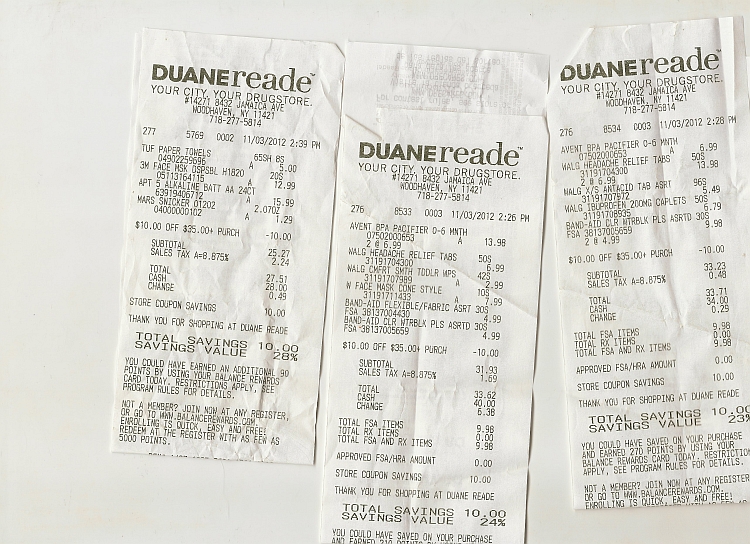 DUANEreade™
YOUR CITY. YOUR DRUGSTORE.
#14271 8432 JAMAICA AVE
WOODHAVEN, NY 11421
718-277-5814
277 5769 0002 11/03/2012 2:39 PM
TUF PAPER TOWELS 65SH 8S
04902259696 A 5.00
3M FACE MSK DSPSBL H1820 20S
05113164115 A 12.99
APT 5 ALKALINE BATT AA 24CT
63919406712 A 15.99
MARS SNICKER 01202 2.07OZ
04000000102 A 1.29
$10.00 OFF $35.00+ PURCH -10.00
SUBTOTAL 25.27
SALES TAX A=8.875% 2.24
TOTAL 27.51
CASH 28.00
CHANGE 0.49
STORE COUPON SAVINGS 10.00
THANK YOU FOR SHOPPING AT DUANE READE
TOTAL SAVINGS 10.00
SAVINGS VALUE 28%
YOU COULD HAVE EARNED AN ADDITIONAL 90
POINTS BY USING YOUR BALANCE REWARDS
CARD TODAY. RESTRICTIONS APPLY, SEE
PROGRAM RULES FOR DETAILS.
NOT A MEMBER? JOIN NOW AT ANY REGISTER,
OR GO TO WWW.BALANCEREWARDS.COM.
ENROLLING IS QUICK, EASY AND FREE!
REDEEM AT THE REGISTER WITH AS FEW AS
5000 POINTS.
DUANEreade™
YOUR CITY. YOUR DRUGSTORE.
#14271 8432 JAMAICA AVE
WOODHAVEN, NY 11421
718-277-5814
276 8533 0003 11/03/2012 2:26 PM
AVENT BPA PACIFIER 0-6 MNTH
07502000653 A 13.98
2 @ 6.99
WALG HEADACHE RELIEF TABS 50S
31191704300 6.99
WALG CMFRT SMTH TDDLR WPS 42S
31191707989 A 2.99
W FACE MASK CONE STYLE 10S
31191711433 A 7.99
BAND-AID FLEXIBLE/FABRIC ASRT 30S
FSA 38137004430 4.99
BAND-AID CLR WTRBLK PLS ASRTD 30S
FSA 38137005659 4.99
$10.00 OFF $35.00+ PURCH -10.00
SUBTOTAL 31.93
SALES TAX A=8.875% 1.69
TOTAL 33.62
CASH 40.00
CHANGE 6.38
TOTAL FSA ITEMS 9.98
TOTAL RX ITEMS 0.00
TOTAL FSA AND RX ITEMS 9.98
APPROVED FSA/HRA AMOUNT 0.00
STORE COUPON SAVINGS 10.00
THANK YOU FOR SHOPPING AT DUANE READE
TOTAL SAVINGS 10.00
SAVINGS VALUE 24%
YOU COULD HAVE SAVED ON YOUR PURCHASE
DUANEreade
YOUR CITY. YOUR DRUGSTORE.
#14271 8432 JAMAICA AVE
WOODHAVEN, NY 11421
718-277-5814
276 8534 0003 11/03/2012 2:28 PM
AVENT BPA PACIFIER 0-6 MNTH
07502000653 A 6.99
WALG HEADACHE RELIEF TABS 50S
31191704300 13.98
2 @ 6.99
WALG X/S ANTACID TAB ASRT 96S
31191707972 5.49
WALG IBUPROFEN 200MG CAPLETS 50S
31191708935 6.79
BAND-AID CLR WTRBLK PLS ASRTD 30S
FSA 38137005659 9.98
2 @ 4.99
$10.00 OFF $35.00+ PURCH -10.00
SUBTOTAL 33.23
SALES TAX A=8.875% 0.48
TOTAL 33.71
CASH 34.00
CHANGE 0.29
TOTAL FSA ITEMS 9.98
TOTAL RX ITEMS 0.00
TOTAL FSA AND RX ITEMS 9.98
APPROVED FSA/HRA AMOUNT 0.00
STORE COUPON SAVINGS 10.00
THANK YOU FOR SHOPPING AT DUANE READE
TOTAL SAVINGS 10.00
SAVINGS VALUE 23%
YOU COULD HAVE SAVED ON YOUR PURCHASE
AND EARNED 270 POINTS BY USING YOUR
BALANCE REWARDS CARD TODAY. RESTRICTION
APPLY, SEE PROGRAM RULES FOR DETAILS.
NOT A MEMBER? JOIN NOW AT ANY REGISTER
OR GO TO WWW.BALANCEREWARDS.COM.
ENROLLING IS QUICK, EASY AND FREE!